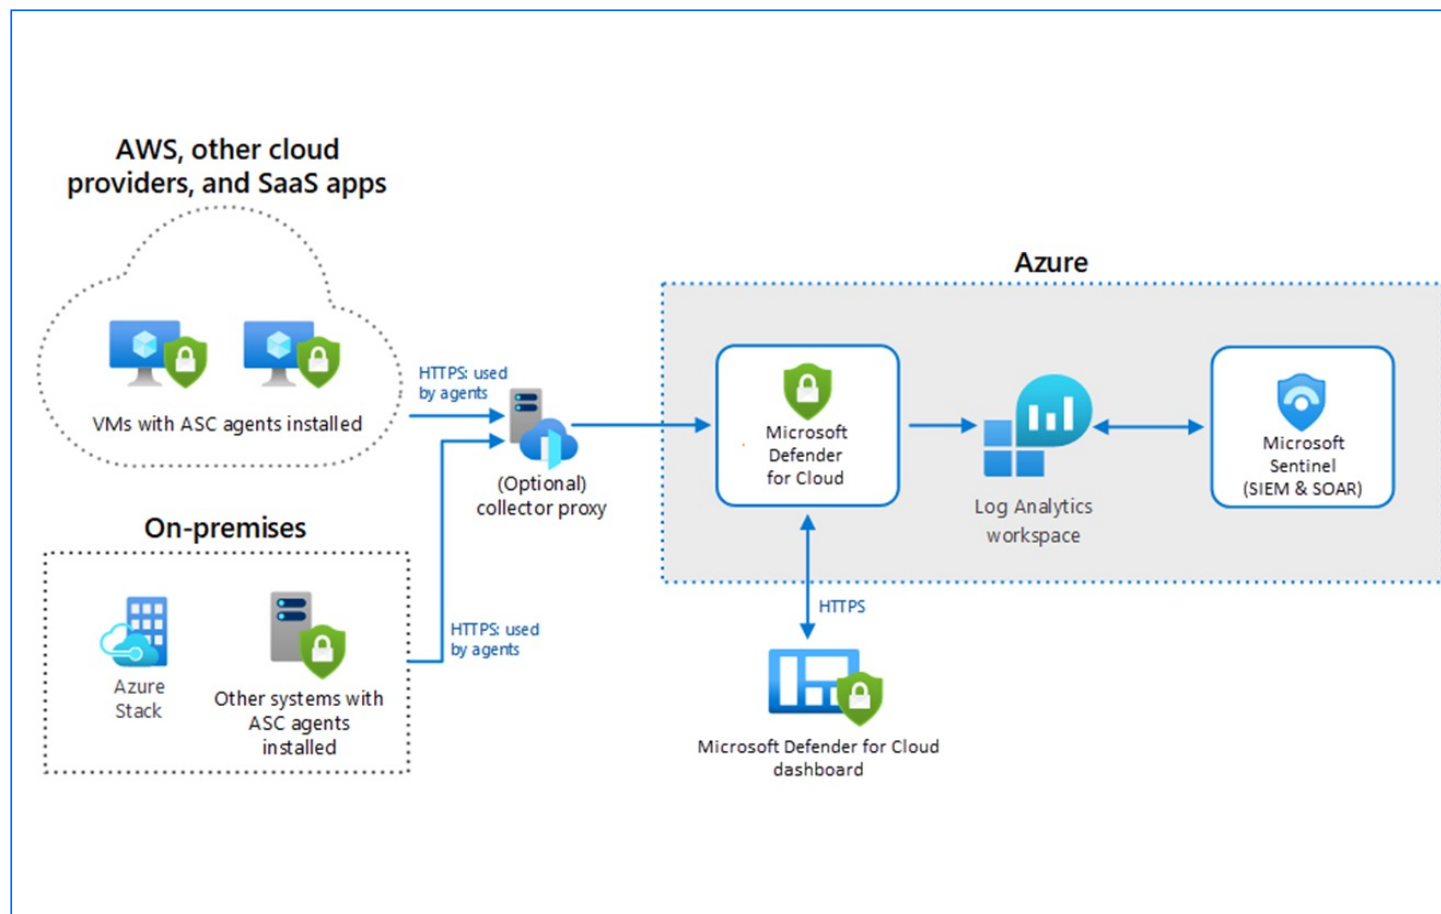 AWS, other cloud
providers, and SaaS apps
VMs with ASC agents installed
HTTPS: used
by agents
(Optional)
collector proxy
On-premises
Azure
Stack
Other systems with
ASC agents
installed
HTTPS: used
by agents
Azure
Microsoft
Defender
for Cloud
Log Analytics
workspace
Microsoft
Sentinel
(SIEM & SOAR)
HTTPS
Microsoft Defender for Cloud
dashboard